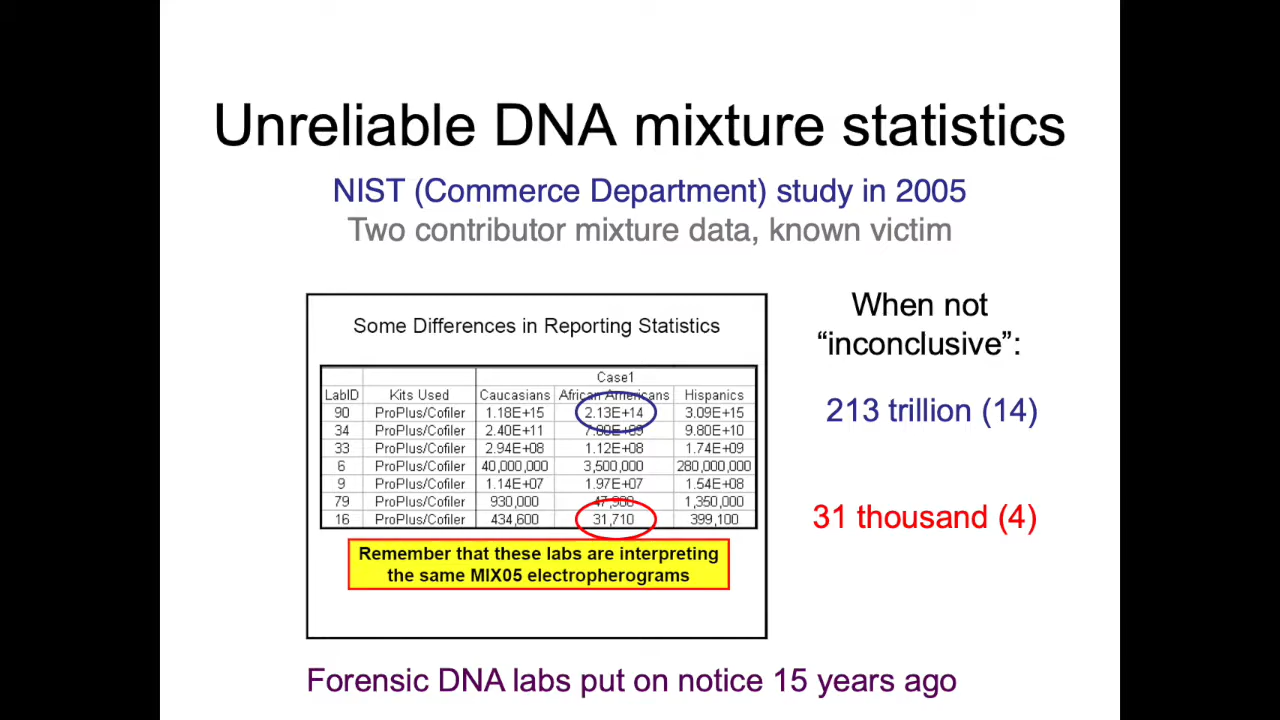 Unreliable DNA mixture statistics
NIST (Commerce Department) study in 2005
Two contributor mixture data, known victim
Some Differences in Reporting Statistics
Case1
LabID Kits Used Caucasians African Americans Hispanics
90 ProPlus/Cofiler 1.18E+15 2.13E+14 3.09E+15
34 ProPlus/Cofiler 2.40E+11 9.80E+10
33 ProPlus/Cofiler 2.94E+08 1.12E+08 1.74E+09
6 ProPlus/Cofiler 40,000,000 3,500,000 280,000,000
9 ProPlus/Cofiler 1.14E+07 1.97E+07 1.54E+08
79 ProPlus/Cofiler 930,000 47,900 1,350,000
16 ProPlus/Cofiler 434,600 31,710 399,100
Remember that these labs are interpreting
the same MIX05 electropherograms
When not
“inconclusive”:
213 trillion (14)
31 thousand (4)
Forensic DNA labs put on notice 15 years ago